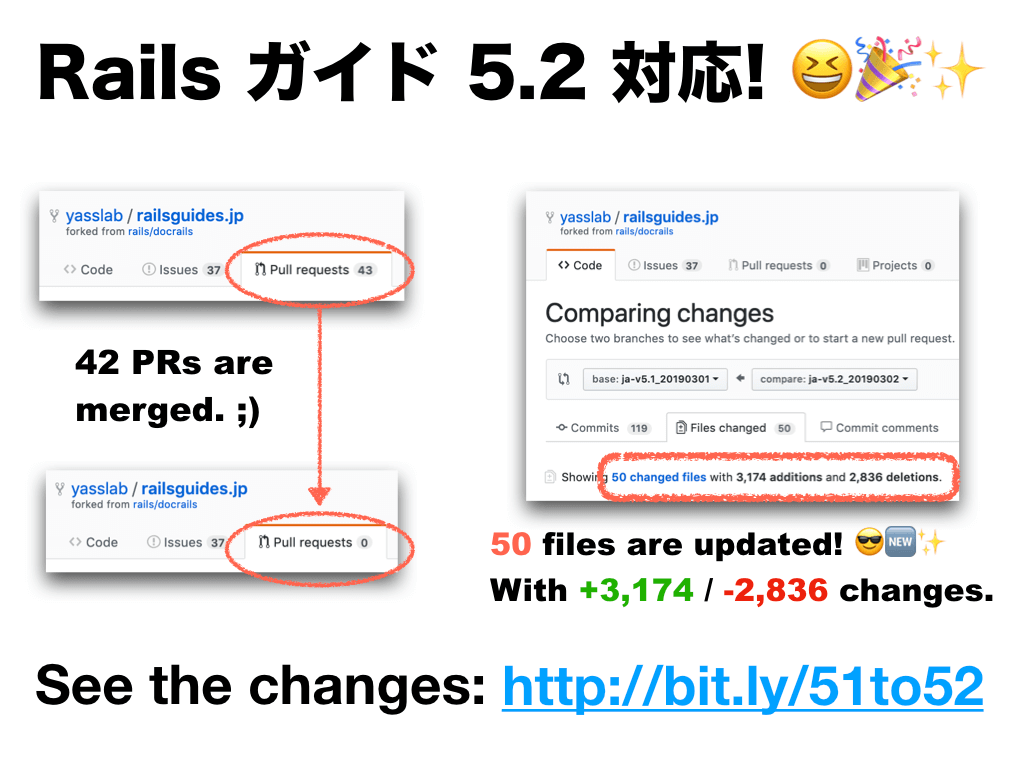 Rails ガイド 5.2 対応! 😆🎉✨
yasslab / railsguides.jp
forked from rails/docrails
Code Issues 37 Pull requests 43
42 PRs are
merged. ;)
yasslab / railsguides.jp
forked from rails/docrails
Code Issues 37 Pull requests 0
yasslab / railsguides.jp
forked from rails/docrails
Code Issues 37 Pull requests 0 Projects 0
Comparing changes
Choose two branches to see what's changed or to start a new pull request.
base: ja-v5.1_20190301 compare: ja-v5.2_20190302
Commits 119 Files changed 50 Commit comments
Showing 50 changed files with 3,174 additions and 2,836 deletions.
50 files are updated! 😎🆕✨
With +3,174 / -2,836 changes.
See the changes: http://bit.ly/51to52